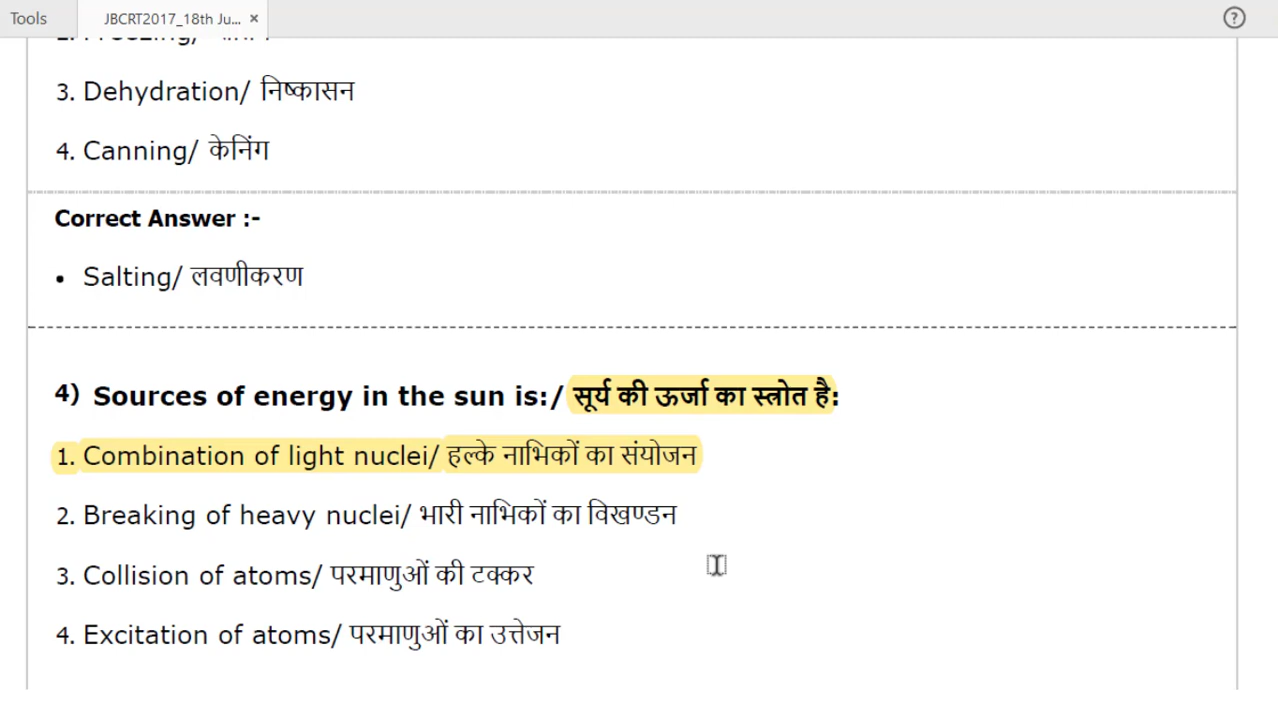 Tools
JBCRT2017_18th Ju... ×
3. Dehydration/ निष्कासन
4. Canning/ केनिंग
Correct Answer :-
• Salting/ लवणीकरण
4) Sources of energy in the sun is:/ सूर्य की ऊर्जा का स्त्रोत है:
1. Combination of light nuclei/ हल्के नाभिकों का संयोजन
2. Breaking of heavy nuclei/ भारी नाभिकों का विखण्डन
3. Collision of atoms/ परमाणुओं की टक्कर
4. Excitation of atoms/ परमाणुओं का उत्तेजन